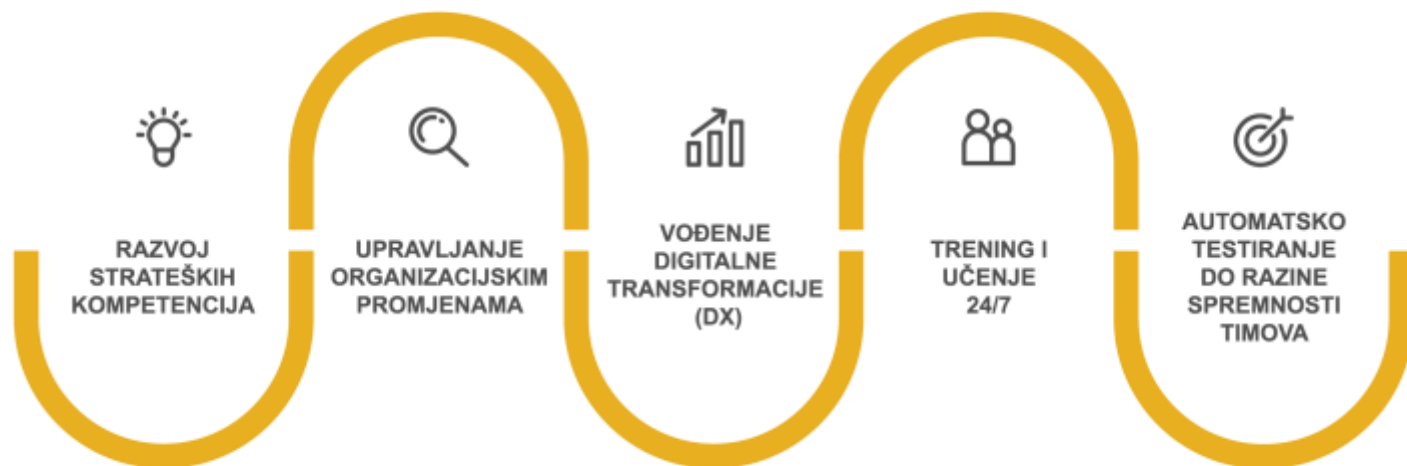 RAZVOJ
STRATEŠKIH
KOMPETENCIJA
UPRAVLJANJE
ORGANIZACIJSKIM
PROMJENAMA
VOĐENJE
DIGITALNE
TRANSFORMACIJE
(DX)
TRENING I
UČENJE
24/7
AUTOMATSKO
TESTIRANJE
DO RAZINE
SPREMNOSTI
TIMOVA